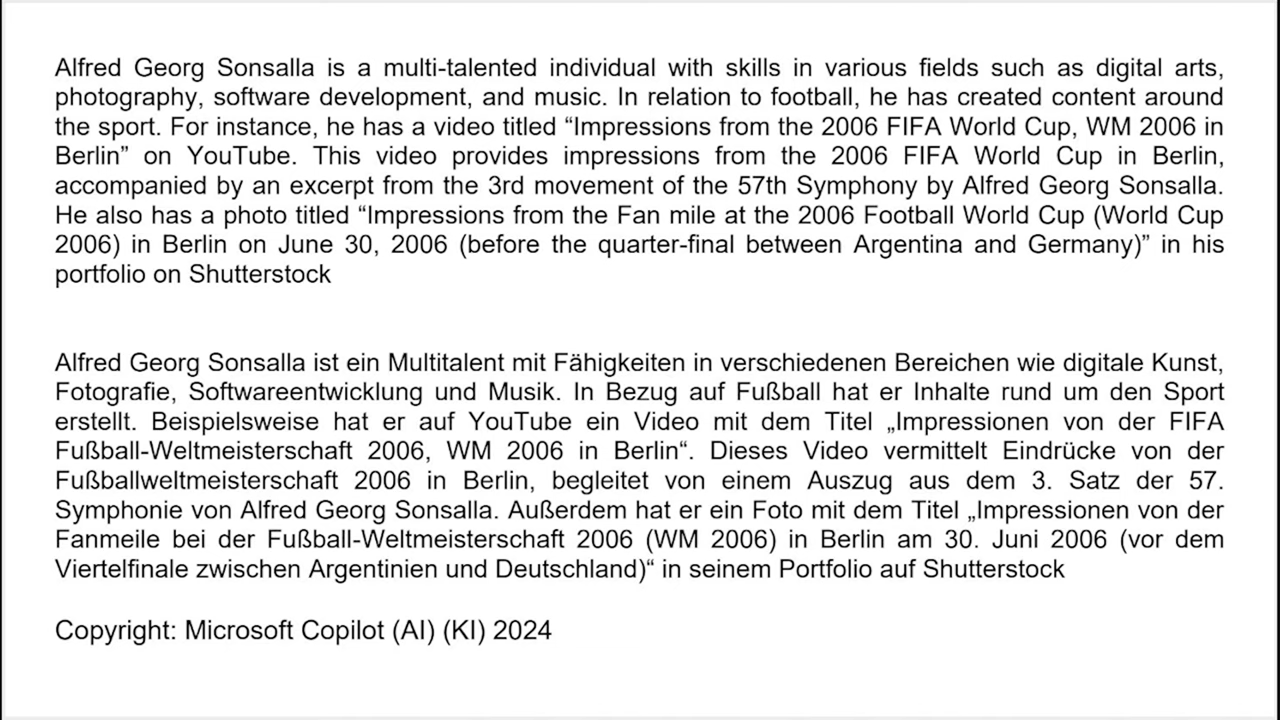 Alfred Georg Sonsalla is a multi-talented individual with skills in various fields such as digital arts,
photography, software development, and music. In relation to football, he has created content around
the sport. For instance, he has a video titled “Impressions from the 2006 FIFA World Cup, WM 2006 in
Berlin” on YouTube. This video provides impressions from the 2006 FIFA World Cup in Berlin,
accompanied by an excerpt from the 3rd movement of the 57th Symphony by Alfred Georg Sonsalla.
He also has a photo titled “Impressions from the Fan mile at the 2006 Football World Cup (World Cup
2006) in Berlin on June 30, 2006 (before the quarter-final between Argentina and Germany)” in his
portfolio on Shutterstock
Alfred Georg Sonsalla ist ein Multitalent mit Fähigkeiten in verschiedenen Bereichen wie digitale Kunst,
Fotografie, Softwareentwicklung und Musik. In Bezug auf Fußball hat er Inhalte rund um den Sport
erstellt. Beispielsweise hat er auf YouTube ein Video mit dem Titel „Impressionen von der FIFA
Fußball-Weltmeisterschaft 2006, WM 2006 in Berlin“. Dieses Video vermittelt Eindrücke von der
Fußballweltmeisterschaft 2006 in Berlin, begleitet von einem Auszug aus dem 3. Satz der 57.
Symphonie von Alfred Georg Sonsalla. Außerdem hat er ein Foto mit dem Titel „Impressionen von der
Fanmeile bei der Fußball-Weltmeisterschaft 2006 (WM 2006) in Berlin am 30. Juni 2006 (vor dem
Viertelfinale zwischen Argentinien und Deutschland)“ in seinem Portfolio auf Shutterstock
Copyright: Microsoft Copilot (AI) (KI) 2024